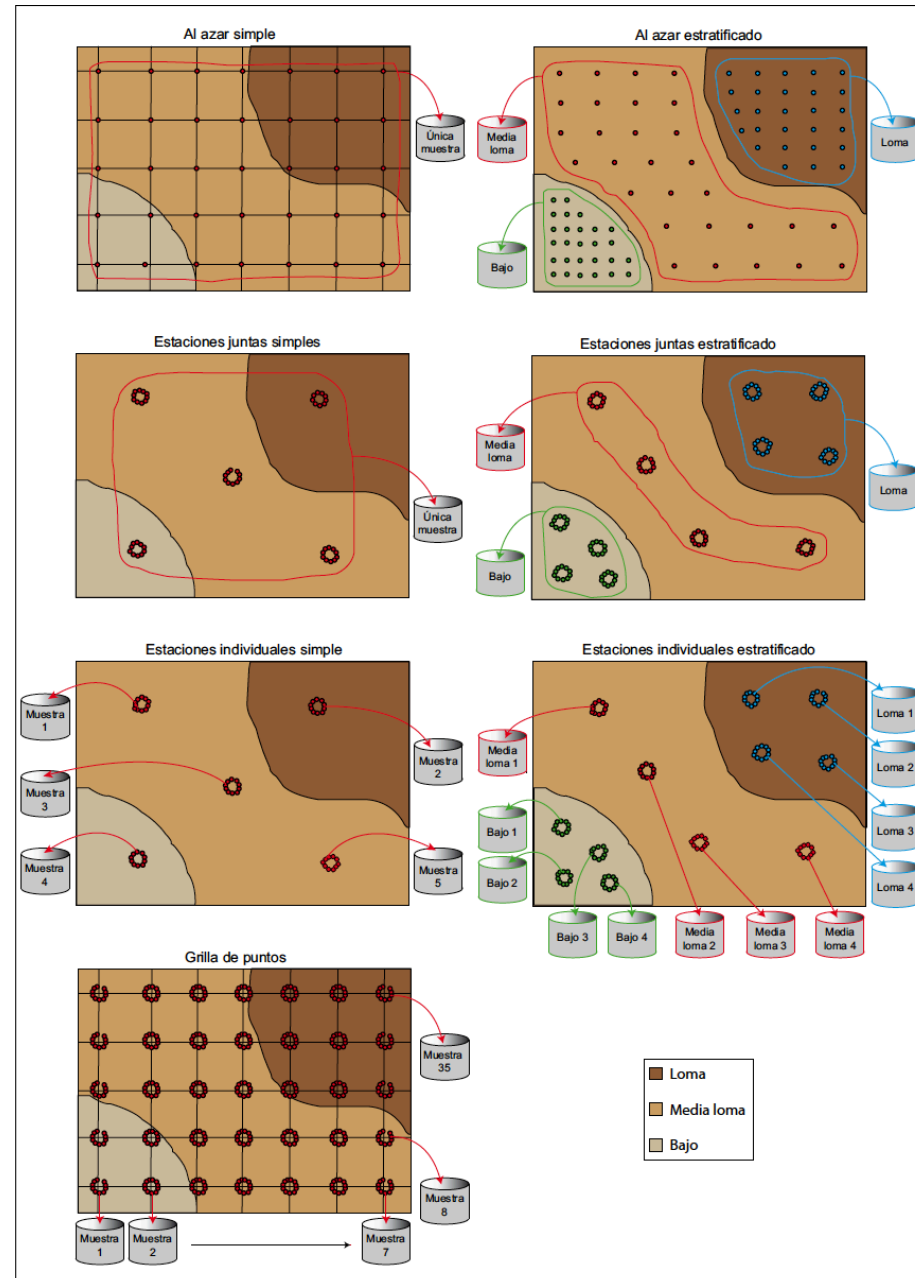 Al azar simple
Única
muestra
Al azar estratificado
Media
loma
Loma
Bajo
Estaciones juntas simples
Única
muestra
Estaciones juntas estratificado
Media
loma
Loma
Bajo
Estaciones individuales simple
Muestra
1
Muestra
2
Muestra
3
Muestra
4
Muestra
5
Estaciones individuales estratificado
Media
loma 1
Loma 1
Loma 2
Bajo 1
Loma 3
Bajo 2
Loma 4
Bajo 3
Bajo 4
Media
loma 2
Media
loma 3
Media
loma 4
Grilla de puntos
Muestra
35
Muestra
8
Muestra
1
Muestra
2
Muestra
7
Loma
Media loma
Bajo